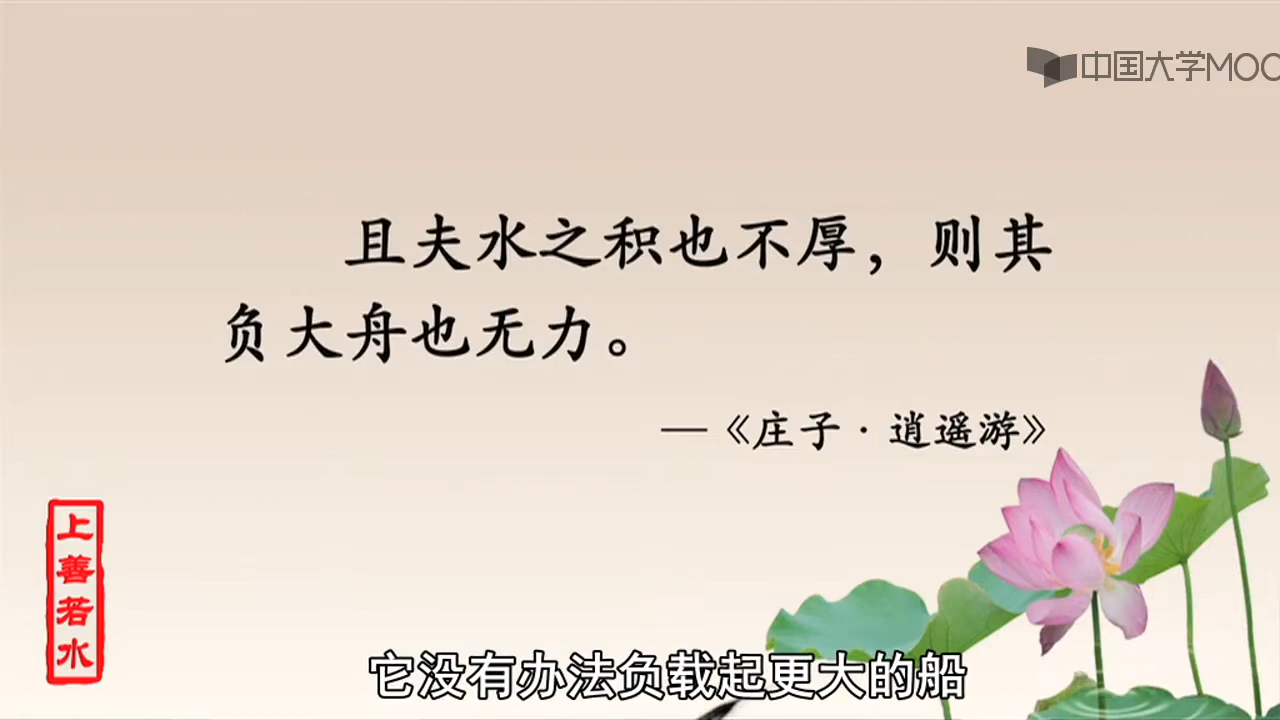 中国大学MOO
且夫水之积也不厚，则其
负大舟也无力。
—《庄子·逍遥游》
上善若水
它没有办法负载起更大的船